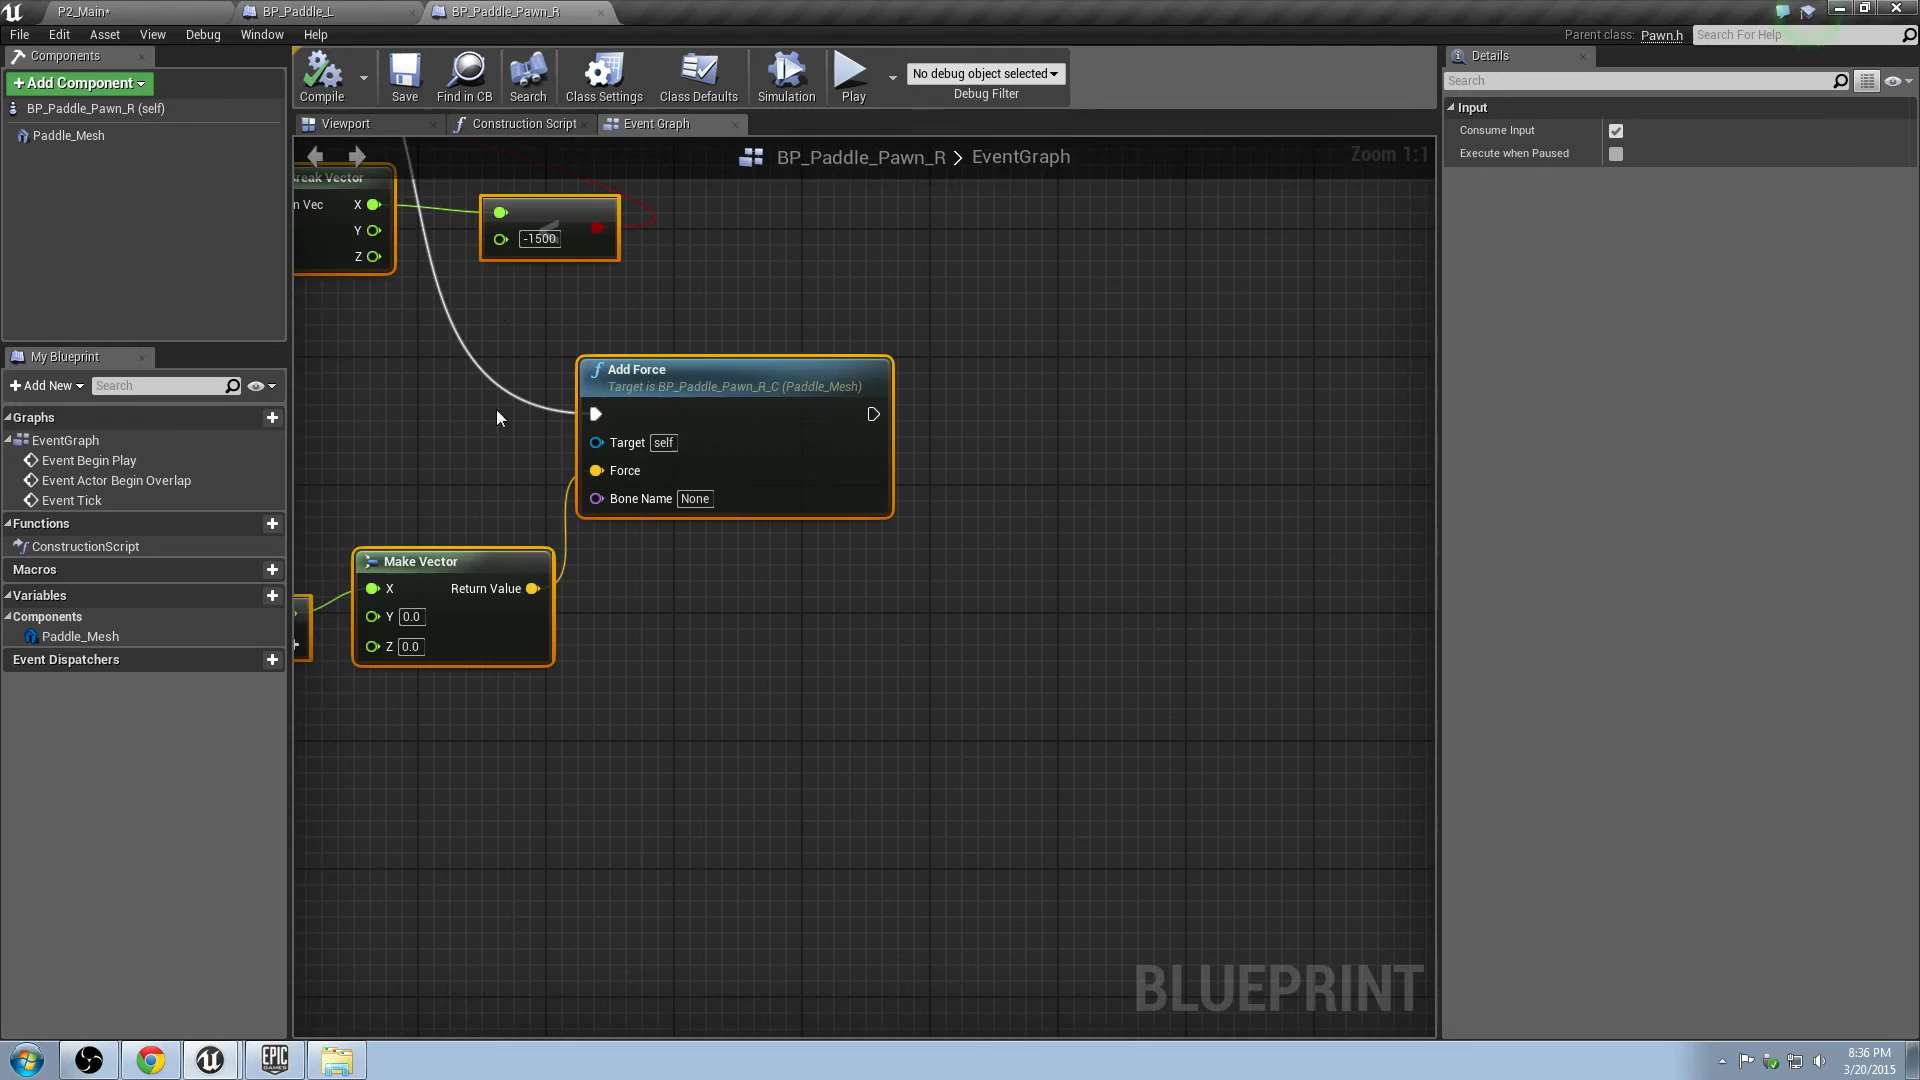 P2_Main*
BP_Paddle_L
BP_Paddle_Pawn_R
File Edit Asset View Debug Window Help
Parent class: Pawn.h
Search For Help
Components
+Add Component
BP_Paddle_Pawn_R (self)
Paddle_Mesh
Compile
Save
Find in CB
Search
Class Settings
Class Defaults
Simulation
Play
No debug object selected
Debug Filter
Viewport
Construction Script
Event Graph
BP_Paddle_Pawn_R > EventGraph
Zoom 1:1
reak Vector
n Vec
X
Y
Z
-1500
Add Force
Target is BP_Paddle_Pawn_R_C (Paddle_Mesh)
Target self
Force
Bone Name None
Make Vector
X Return Value
Y 0.0
Z 0.0
BLUEPRINT
My Blueprint
+Add New
Search
Graphs
EventGraph
Event Begin Play
Event Actor Begin Overlap
Event Tick
Functions
ConstructionScript
Macros
Variables
Components
Paddle_Mesh
Event Dispatchers
Details
Search
Input
Consume Input
Execute when Paused
EPIC
GAMES
8:36 PM
3/20/2015